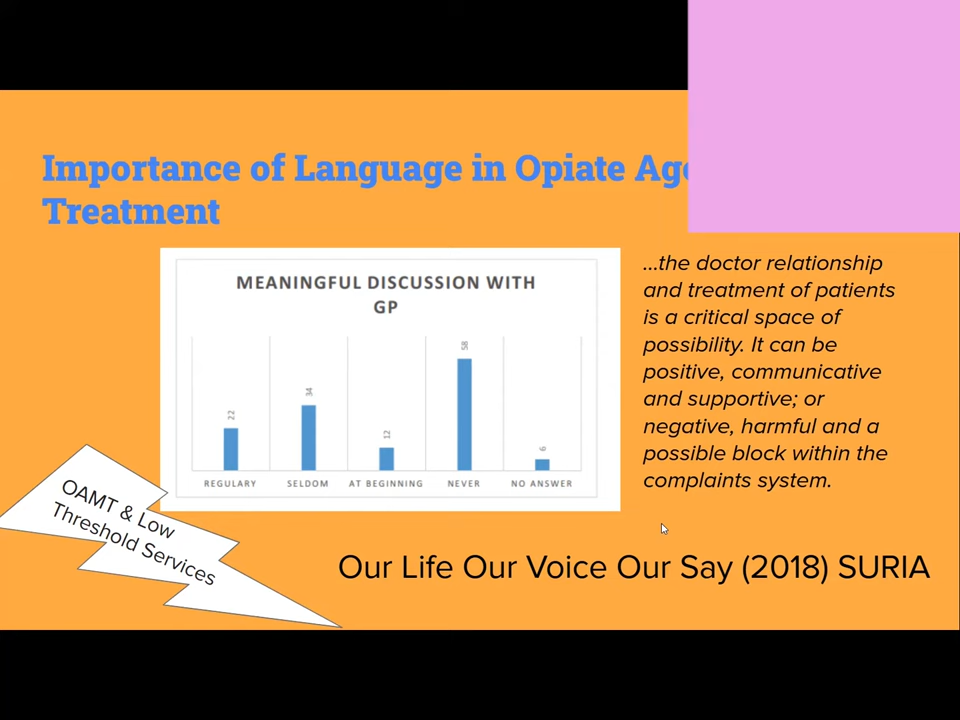 Importance of Language in Opiate
Treatment
MEANINGFUL DISCUSSION WITH
GP
22
34
12
58
6
REGULARY SELDOM AT BEGINNING NEVER NO ANSWER
...the doctor relationship
and treatment of patients
is a critical space of
possibility. It can be
positive, communicative
and supportive; or
negative, harmful and a
possible block within the
complaints system.
OAMT & Low
Threshold Services
Our Life Our Voice Our Say (2018) SURIA